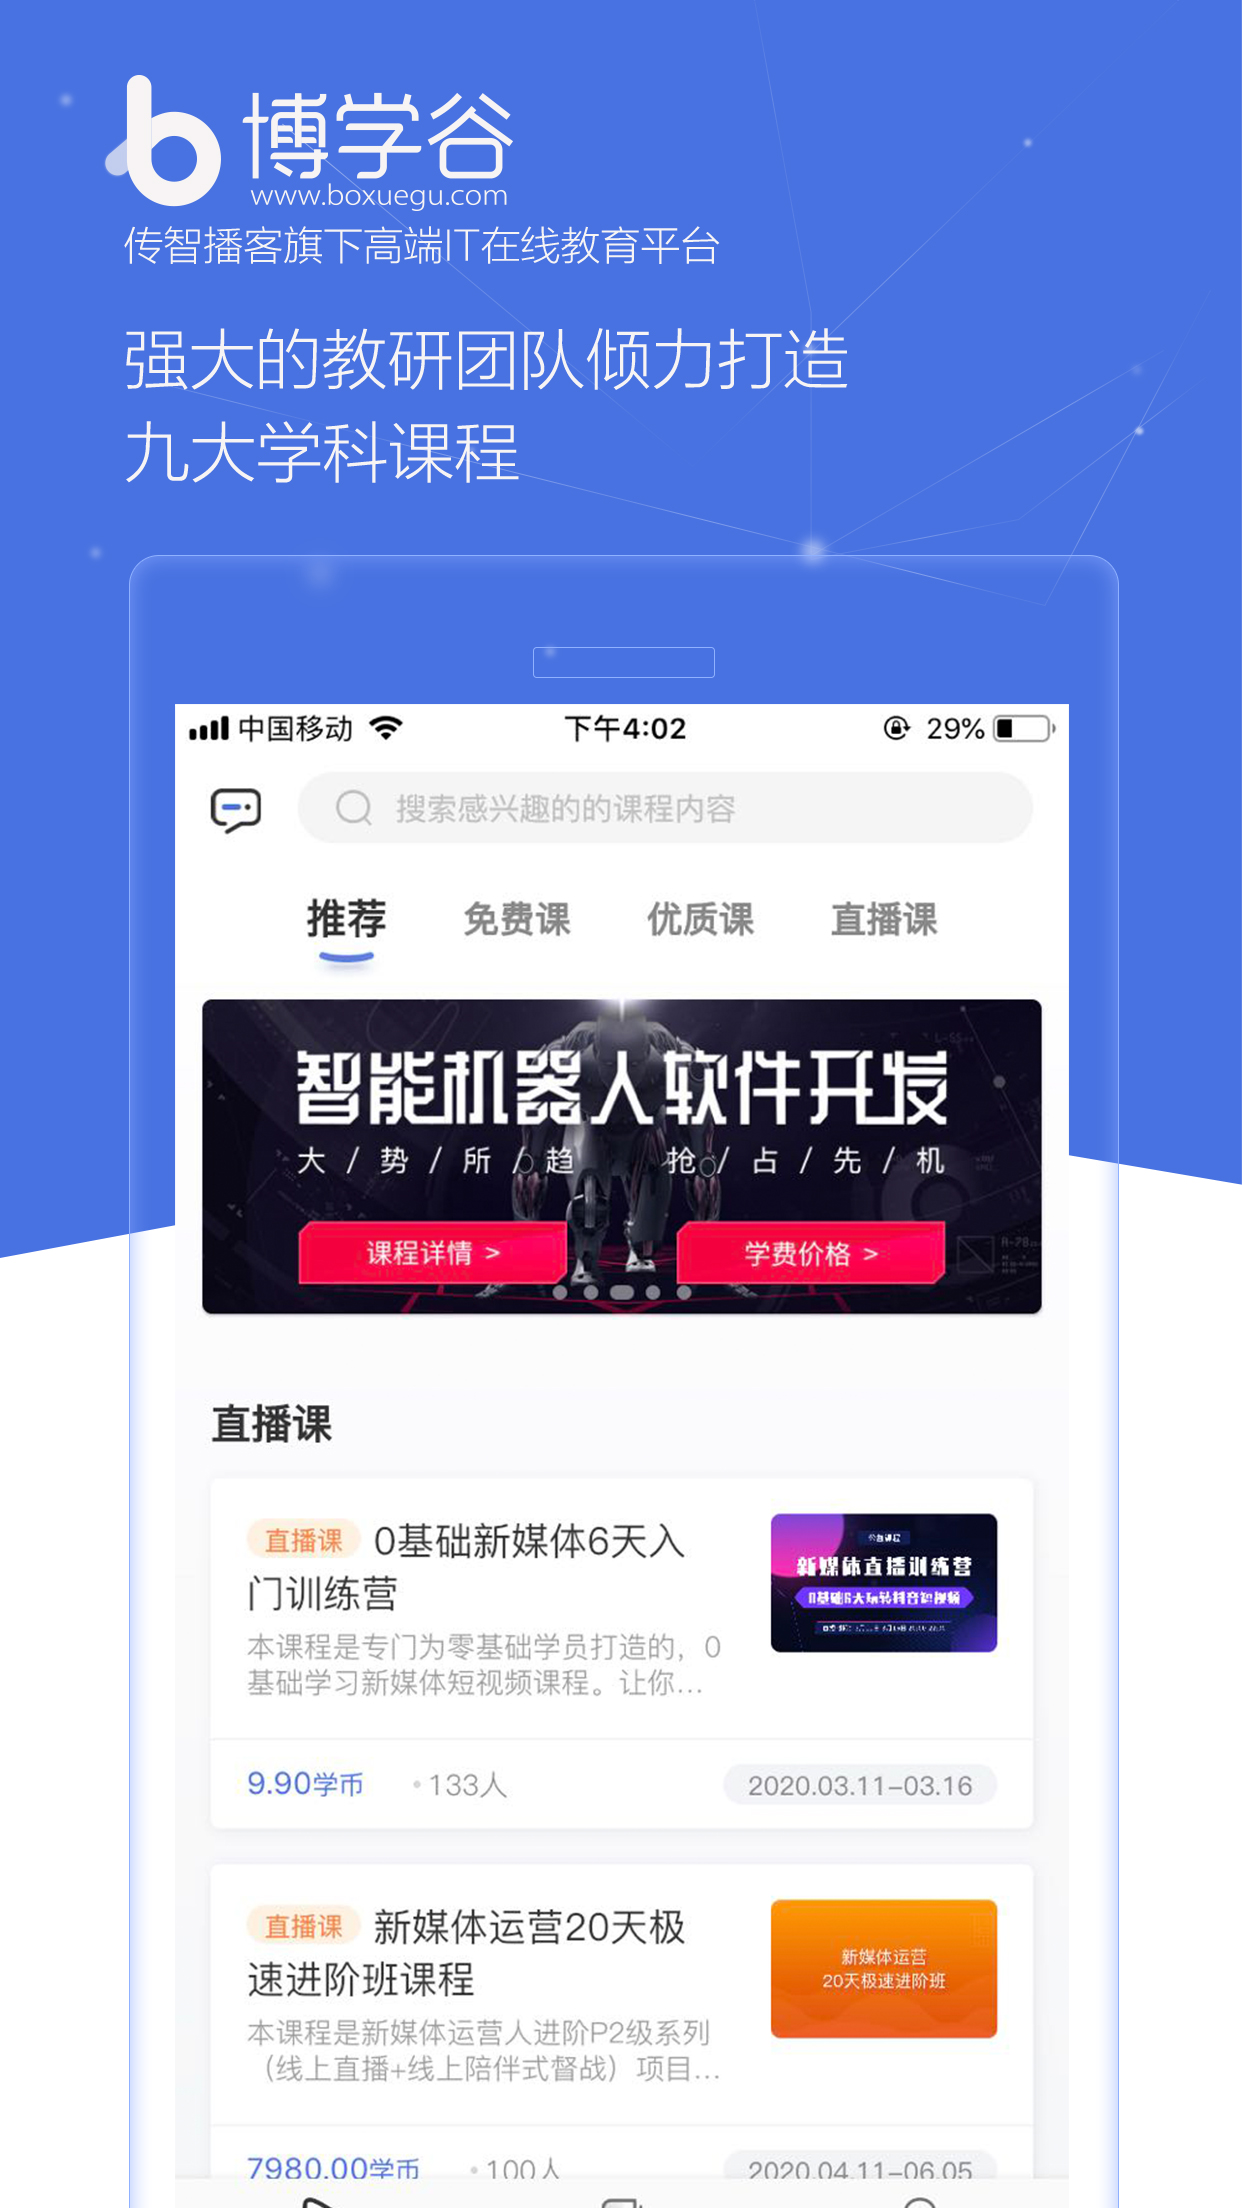 博学谷
www.boxuegu.com
传智播客旗下高端IT在线教育平台
强大的教研团队倾力打造
九大学科课程
中国移动 下午4:02 29%
搜索感兴趣的的课程内容
推荐 免费课 优质课 直播课
智能机器人软件开发
大/势/所/趋 抢/占/先/机
课程详情 > 学费价格 >
直播课
直播课 0基础新媒体6天入
门训练营
本课程是专门为零基础学员打造的，0
基础学习新媒体短视频课程。让你...
新媒体直播训练营
0基础6天玩转抖音短视频
9.90学币 133人 2020.03.11-03.16
直播课 新媒体运营20天极
速进阶班课程
本课程是新媒体运营人进阶P2级系列
（线上直播+线上陪伴式督战）项目...
新媒体运营
20天极速进阶班
7980.00学币 100人 2020.04.11-06.05